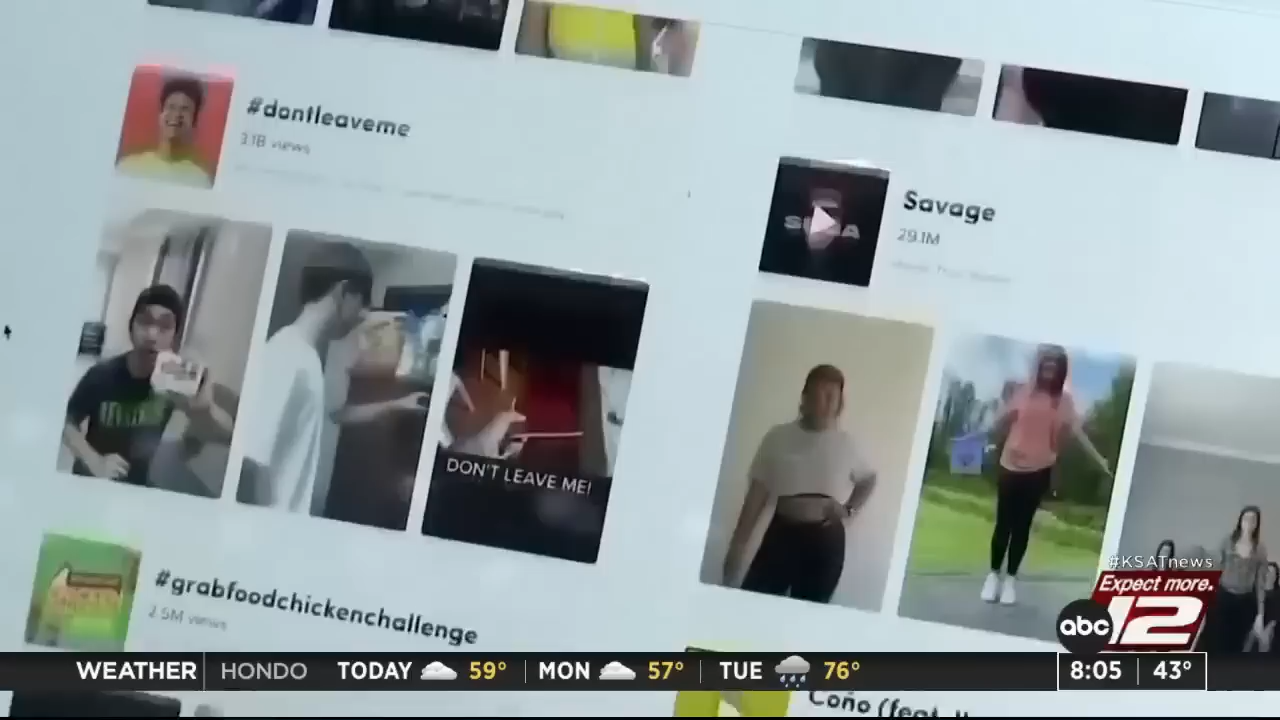 #dontleaveme
3.1B views
Savage
29.1M
DON'T LEAVE ME!
#grabfoodchickenchallenge
2.5M views
#KSATnews
Expect more.
abc 12
WEATHER HONDO TODAY 59° MON 57° TUE 76° 8:05 43°
Coño (feat.